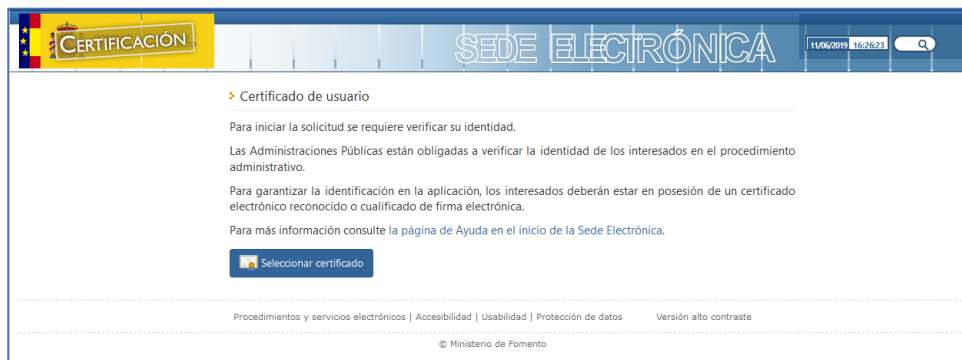 CERTIFICACIÓN
SEDE ELECTRÓNICA
11/06/2019 16:26:23
Certificado de usuario
Para iniciar la solicitud se requiere verificar su identidad.
Las Administraciones Públicas están obligadas a verificar la identidad de los interesados en el procedimiento
administrativo.
Para garantizar la identificación en la aplicación, los interesados deberán estar en posesión de un certificado
electrónico reconocido o cualificado de firma electrónica.
Para más información consulte la página de Ayuda en el inicio de la Sede Electrónica.
Seleccionar certificado
Procedimientos y servicios electrónicos | Accesibilidad | Usabilidad | Protección de datos Versión alto contraste
© Ministerio de Fomento